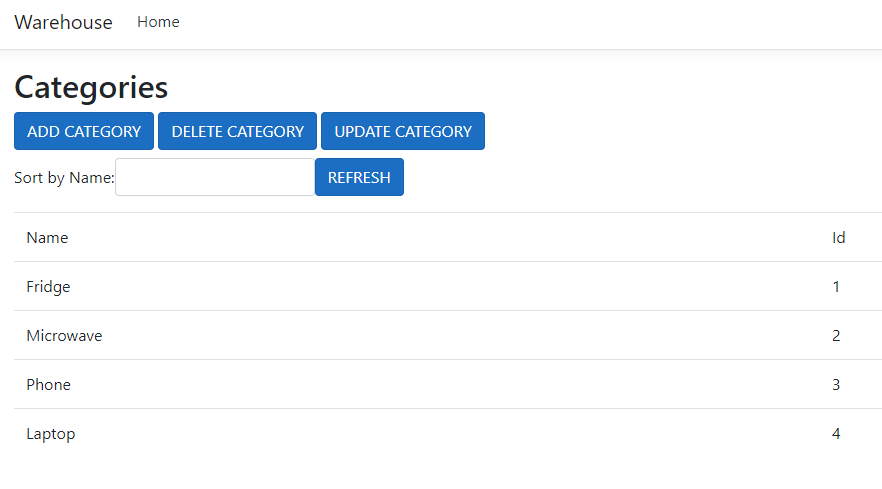 Warehouse Home
Categories
ADD CATEGORY DELETE CATEGORY UPDATE CATEGORY
Sort by Name: REFRESH
Name Id
Fridge 1
Microwave 2
Phone 3
Laptop 4